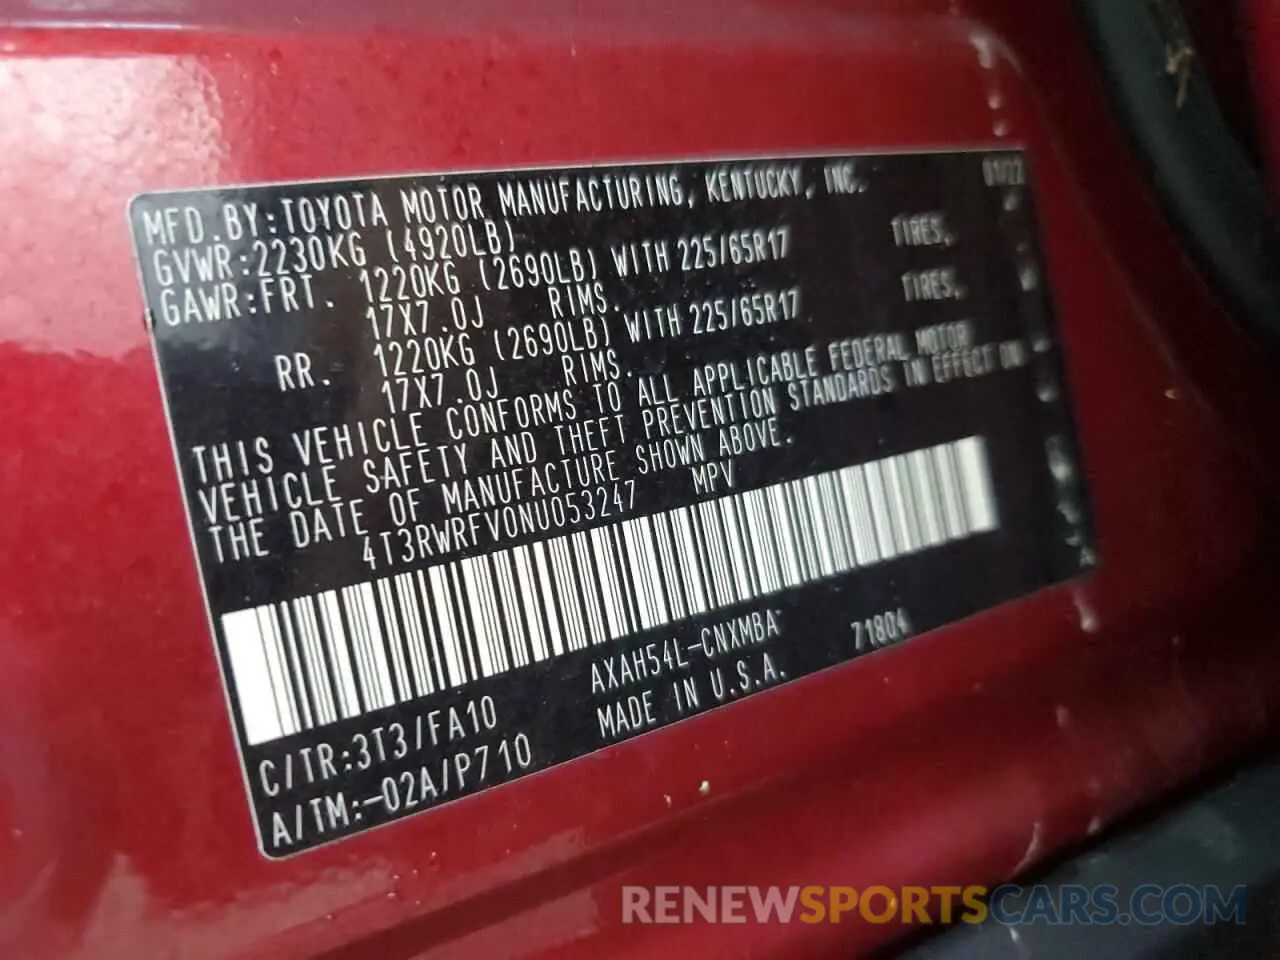 MFD.BY:TOYOTA MOTOR MANUFACTURING, KENTUCKY, INC. 01/22
GVWR:2230KG (4920LB)
GAWR:FRT. 1220KG (2690LB) WITH 225/65R17 TIRES,
17X7.0J RIMS.
RR. 1220KG (2690LB) WITH 225/65R17 TIRES,
17X7.0J RIMS.
THIS VEHICLE CONFORMS TO ALL APPLICABLE FEDERAL MOTOR
VEHICLE SAFETY AND THEFT PREVENTION STANDARDS IN EFFECT ON
THE DATE OF MANUFACTURE SHOWN ABOVE.
4T3RWRFV0NU053247 MPV
C/TR:3T3/FA10 AXAH54L-CNXMBA 71804
A/TM:-02A/P710 MADE IN U.S.A.
RENEWSPORTSCARS.COM